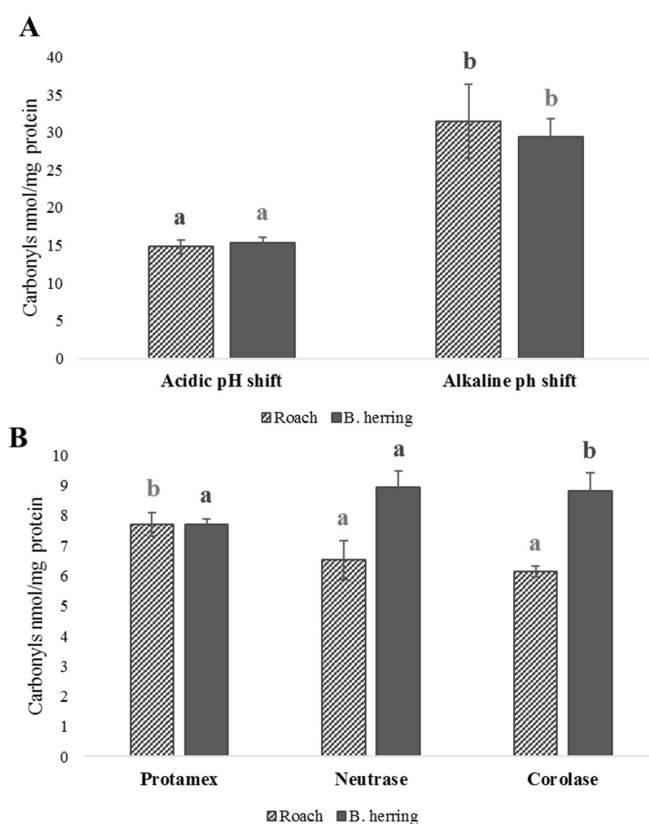 A
Carbonyls nmol/mg protein
40
35
30
25
20
15
10
5
0
a
a
b
b
Acidic pH shift
Alkaline ph shift
Roach
B. herring
B
Carbonyls nmol/mg protein
10
9
8
7
6
5
4
3
2
1
0
b
a
a
a
a
b
Protamex
Neutrase
Corolase
Roach
B. herring